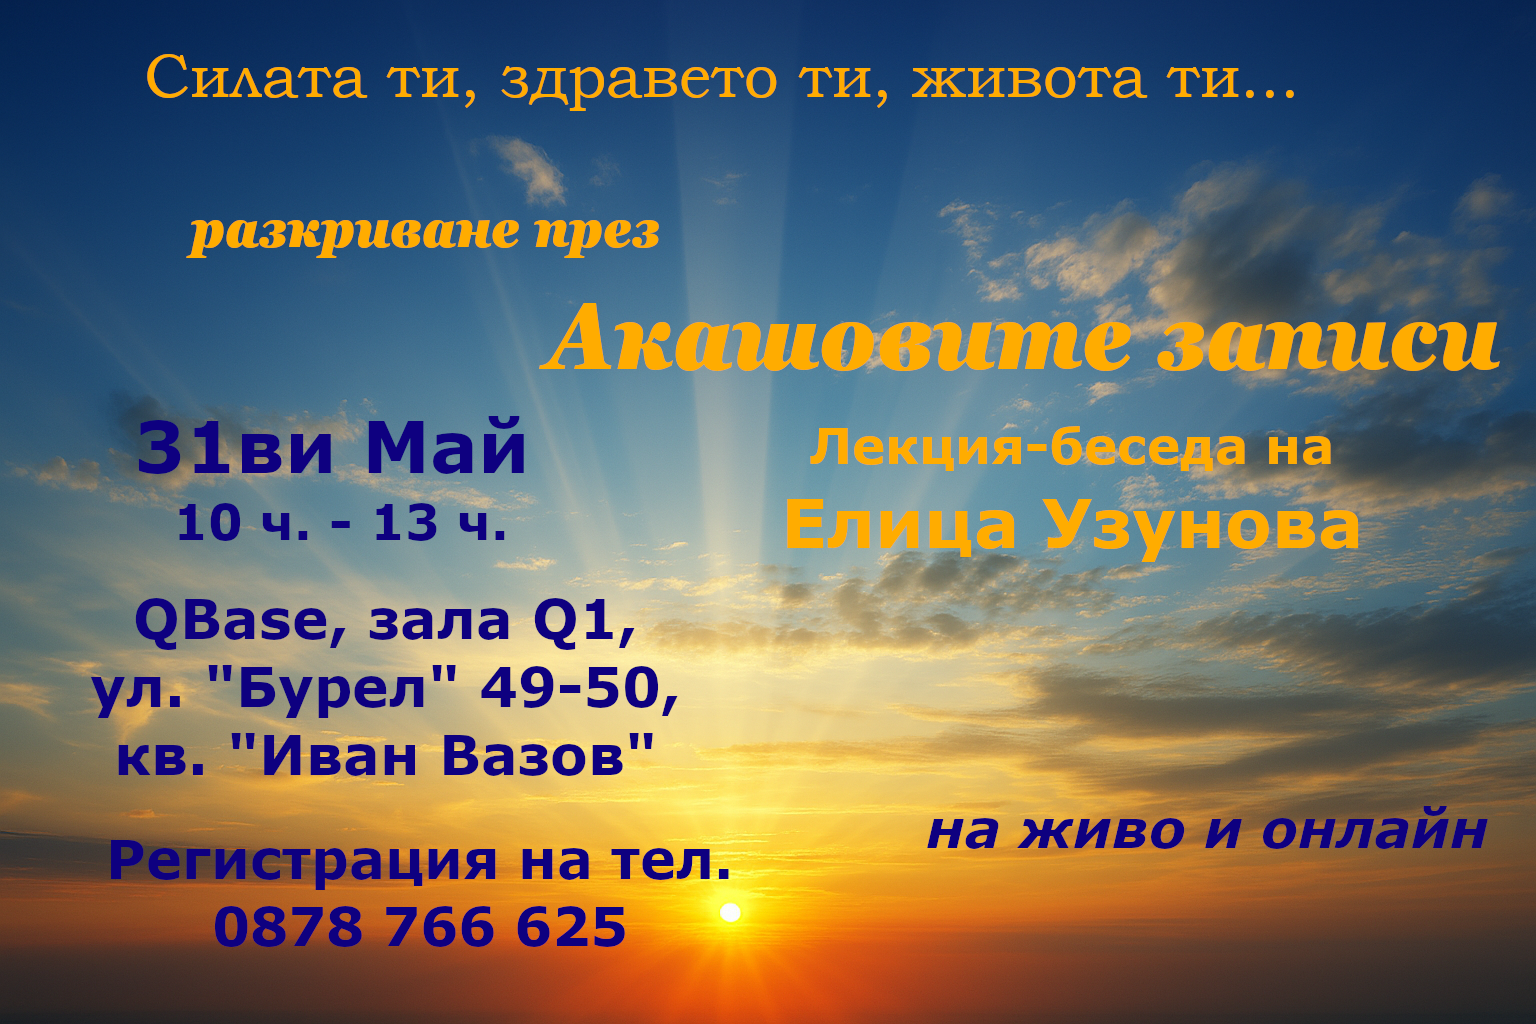 Силата ти, здравето ти, живота ти...
разкриване през
Акашовите записи
31ви Май
10 ч. - 13 ч.
Лекция-беседа на
Елица Узунова
QBase, зала Q1,
ул. "Бурел" 49-50,
кв. "Иван Вазов"
на живо и онлайн
Регистрация на тел.
0878 766 625